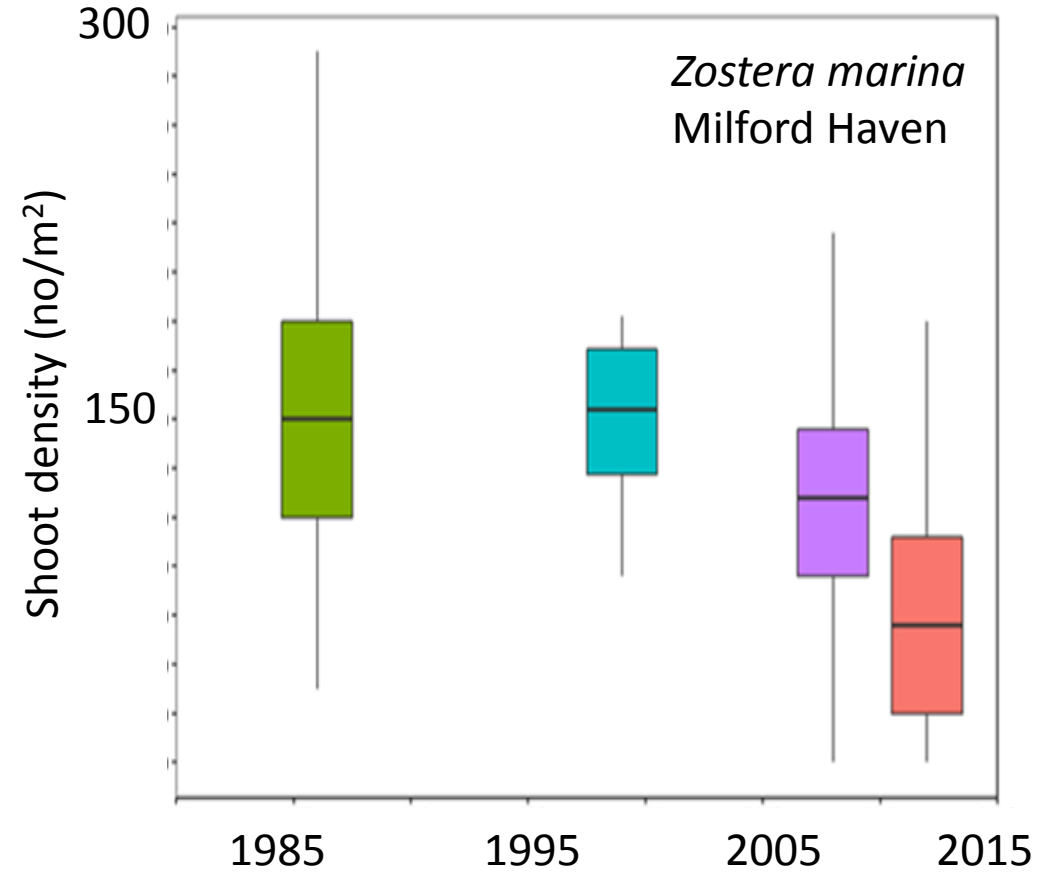 300
Zostera marina
Milford Haven
Shoot density (no/m²)
150
1985 1995 2005 2015